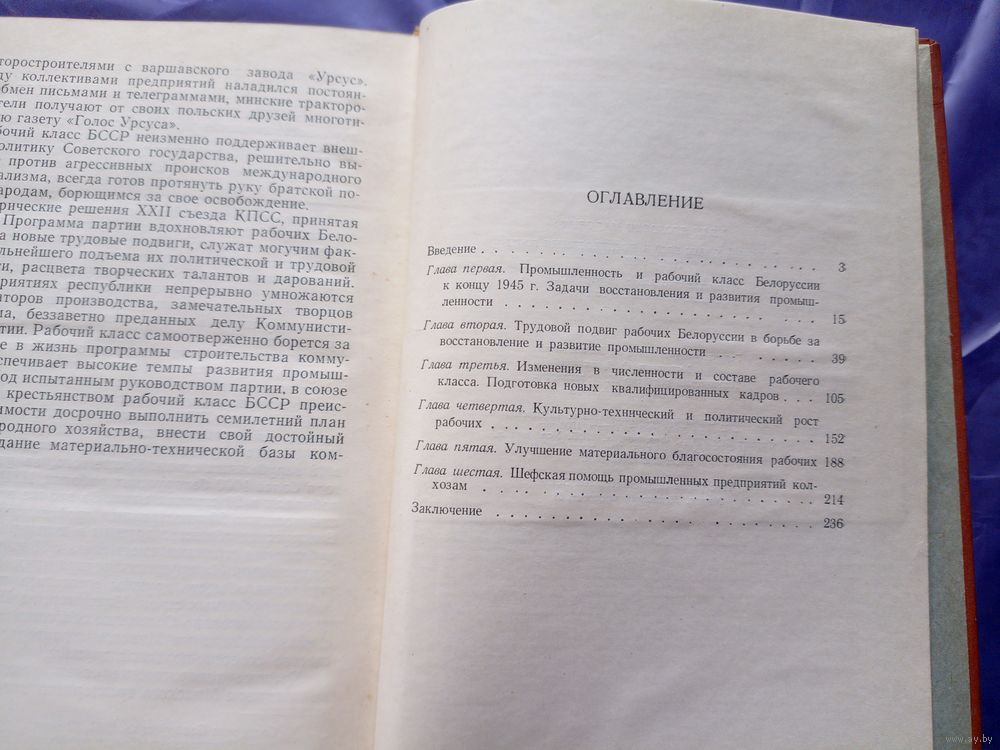 торостроителями с варшавского завода «Урсус».
ду коллективами предприятий наладился постоян-
обмен письмами и телеграммами, минские тракторо-
тели получают от своих польских друзей многоти-
ю газету «Голос Урсуса».
бочий класс БССР неизменно поддерживает внеш-
политику Советского государства, решительно вы-
против агрессивных происков международного
ализма, всегда готов протянуть руку братской по-
народам, борющимся за свое освобождение.
рические решения XXII съезда КПСС, принятая
Программа партии вдохновляют рабочих Бело-
а новые трудовые подвиги, служат могучим фак-
льнейшего подъема их политической и трудовой
ти, расцвета творческих талантов и дарований.
приятиях республики непрерывно умножаются
аторов производства, замечательных творцов
ма, беззаветно преданных делу Коммунисти-
тии. Рабочий класс самоотверженно борется за
е в жизнь программы строительства комму-
спечивает высокие темпы развития промыш-
од испытанным руководством партии, в союзе
крестьянством рабочий класс БССР преис-
имости досрочно выполнить семилетний план
родного хозяйства, внести свой достойный
дание материально-технической базы ком-
ОГЛАВЛЕНИЕ
Введение . . . . . . . . . . . . . . . . . . . . 3
Глава первая. Промышленность и рабочий класс Белоруссии
к концу 1945 г. Задачи восстановления и развития промыш-
ленности . . . . . . . . . . . . . . . . . . 15
Глава вторая. Трудовой подвиг рабочих Белоруссии в борьбе за
восстановление и развитие промышленности . . . 39
Глава третья. Изменения в численности и составе рабочего
класса. Подготовка новых квалифицированных кадров . . . 105
Глава четвертая. Культурно-технический и политический рост
рабочих . . . . . . . . . . . . . . . . . . 152
Глава пятая. Улучшение материального благосостояния рабочих 188
Глава шестая. Шефская помощь промышленных предприятий кол-
хозам . . . . . . . . . . . . . . . . . . 214
Заключение . . . . . . . . . . . . . . . . . . 236
www.ay.by